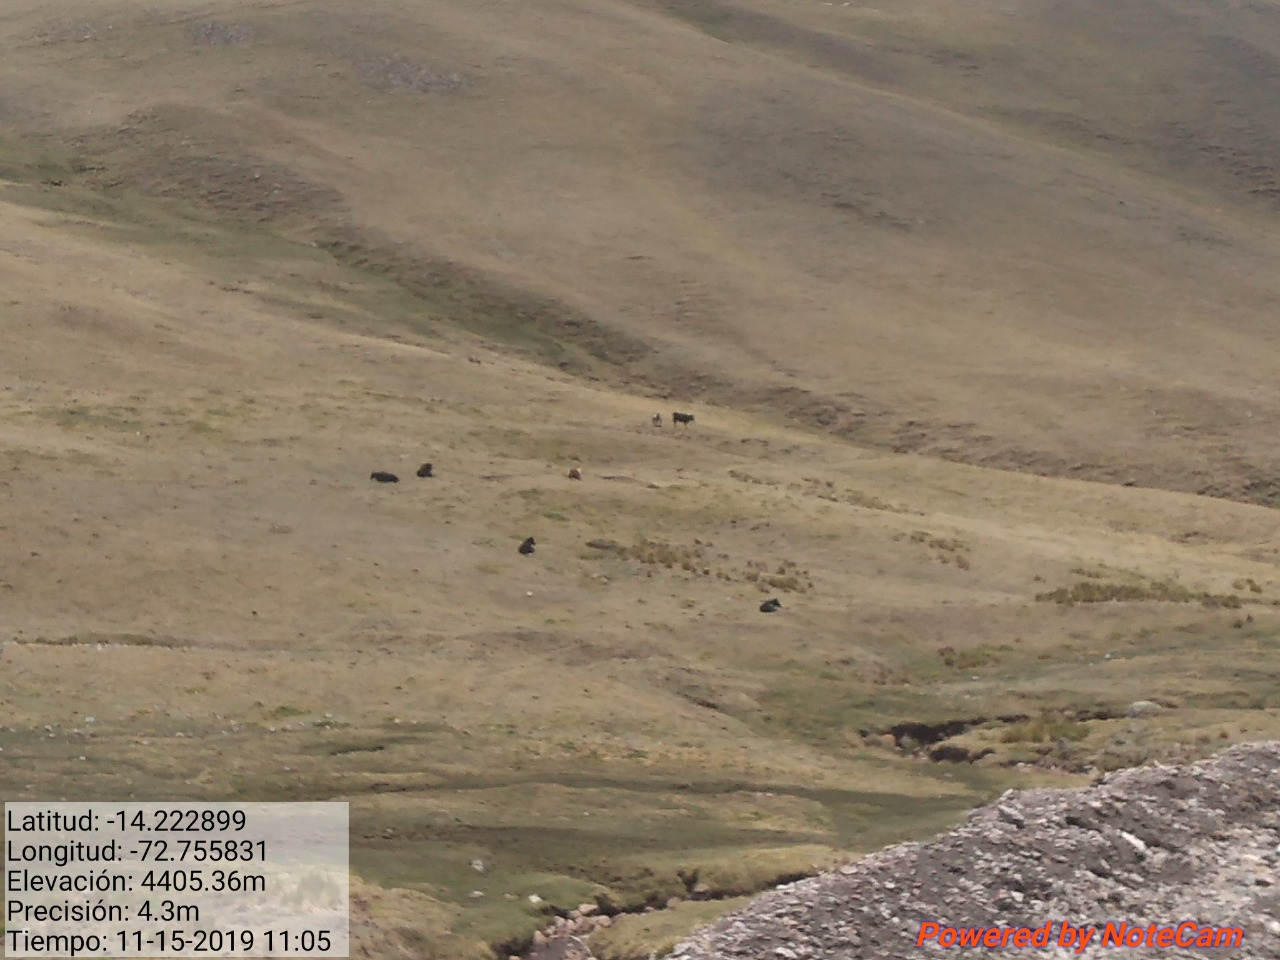 Latitud: -14.222899
Longitud: -72.755831
Elevación: 4405.36m
Precisión: 4.3m
Tiempo: 11-15-2019 11:05
Powered by NoteCam